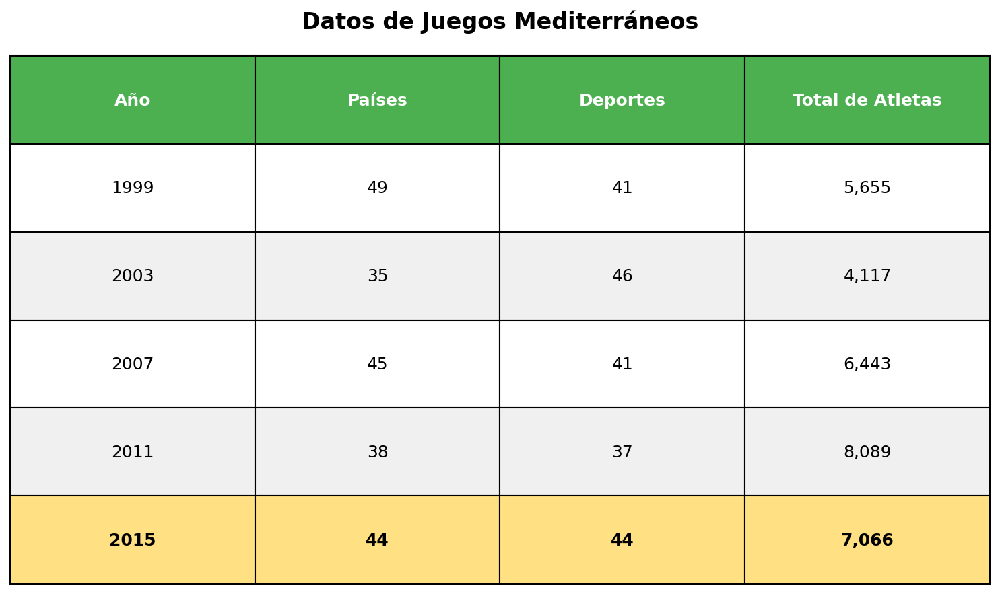 Datos de Juegos Mediterráneos
Año Países Deportes Total de Atletas
1999 49 41 5,655
2003 35 46 4,117
2007 45 41 6,443
2011 38 37 8,089
2015 44 44 7,066